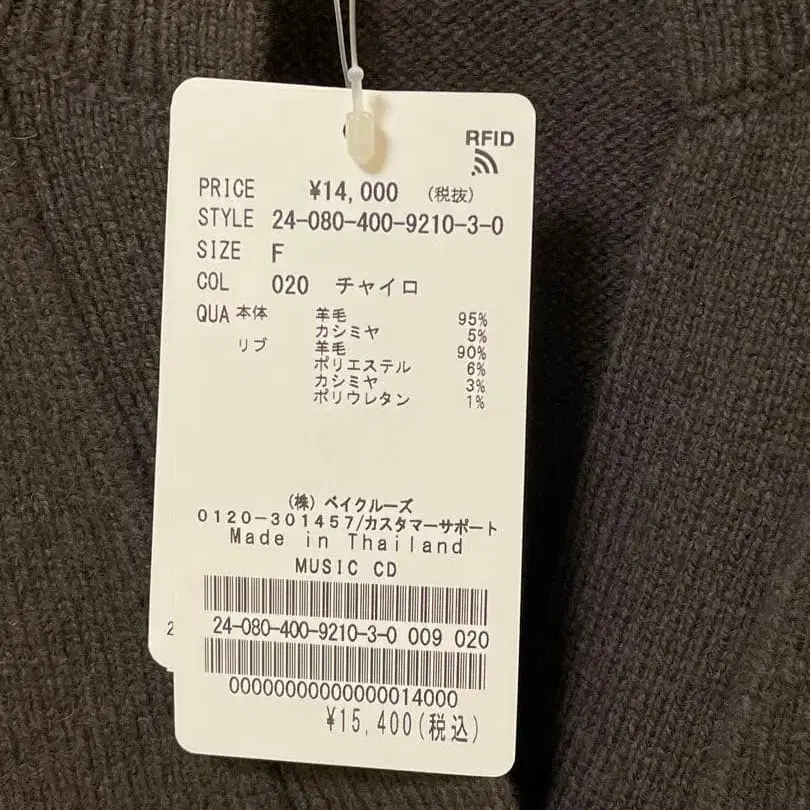 RFID
PRICE ¥14,000 (税抜)
STYLE 24-080-400-9210-3-0
SIZE F
COL 020 チャイロ
QUA 本体 羊毛 95%
カシミヤ 5%
リブ 羊毛 90%
ポリエステル 6%
カシミヤ 3%
ポリウレタン 1%
(株) ベイクルーズ
0120-301457/カスタマーサポート
Made in Thailand
MUSIC CD
2
24-080-400-9210-3-0 009 020
00000000000000014000
¥15,400(税込)